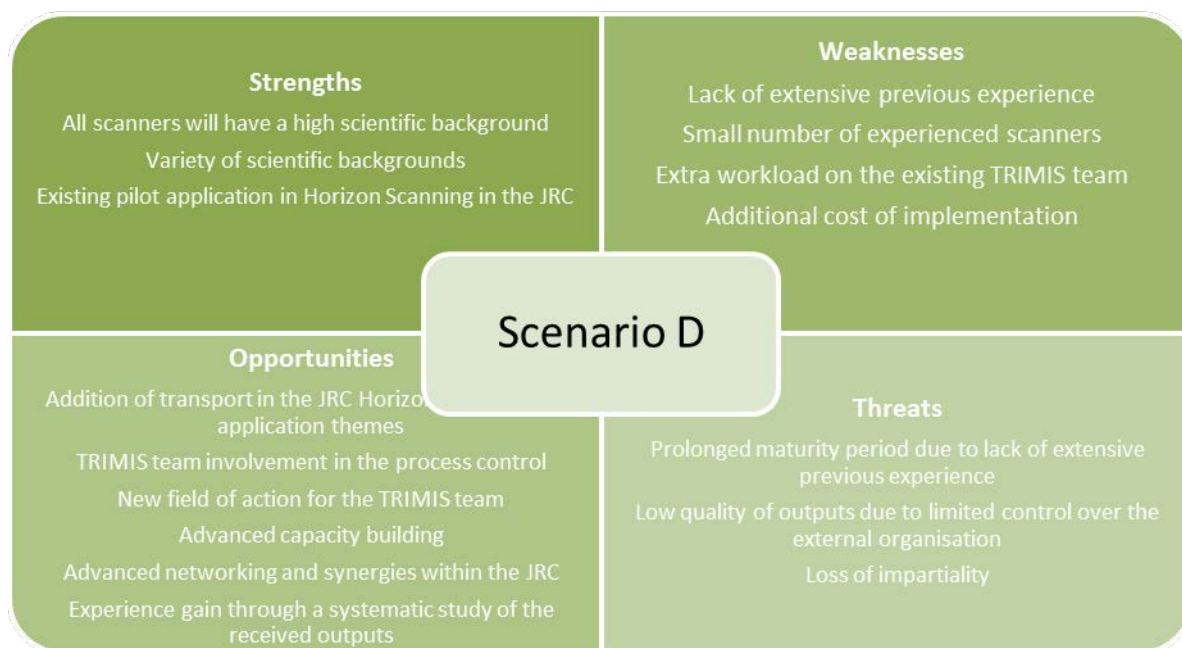 Strengths
All scanners will have a high scientific background
Variety of scientific backgrounds
Existing pilot application in Horizon Scanning in the JRC
Weaknesses
Lack of extensive previous experience
Small number of experienced scanners
Extra workload on the existing TRIMIS team
Additional cost of implementation
Scenario D
Opportunities
Addition of transport in the JRC
application themes
TRIMIS team involvement in the process control
New field of action for the TRIMIS team
Advanced capacity building
Advanced networking and synergies within the JRC
Experience gain through a systematic study of the
received outputs
Threats
Prolonged maturity period due to lack of extensive
previous experience
Low quality of outputs due to limited control over the
external organisation
Loss of impartiality